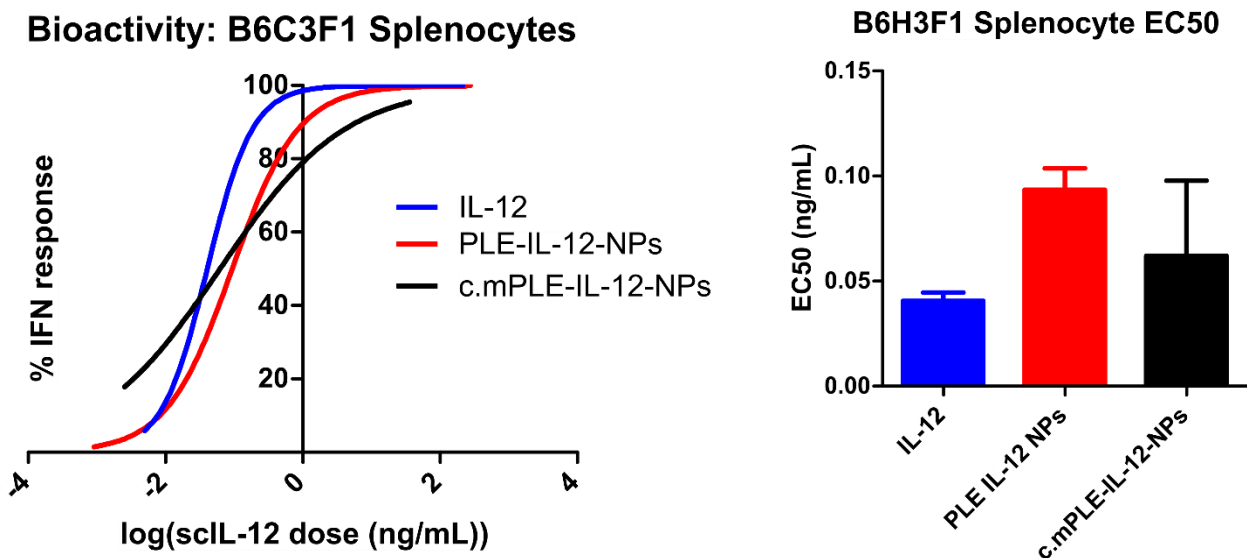 Bioactivity: B6C3F1 Splenocytes
% IFN response
100
80
60
40
20
-4
-2
0
2
4
log(scIL-12 dose (ng/mL))
IL-12
PLE-IL-12-NPs
c.mPLE-IL-12-NPs
B6H3F1 Splenocyte EC50
EC50 (ng/mL)
0.15
0.10
0.05
0.00
IL-12
PLE IL-12 NPs
c.mPLE-IL-12-NPs